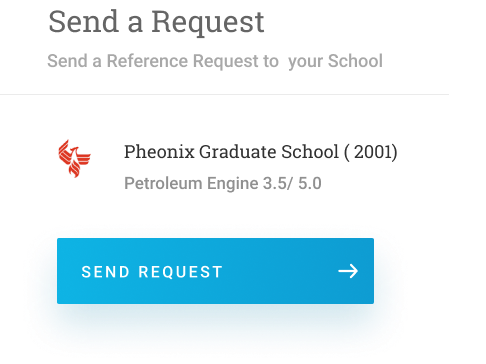 Send a Request
Send a Reference Request to  your School
Pheonix Graduate School ( 2001)
Petroleum Engine 3.5/ 5.0
SEND REQUEST